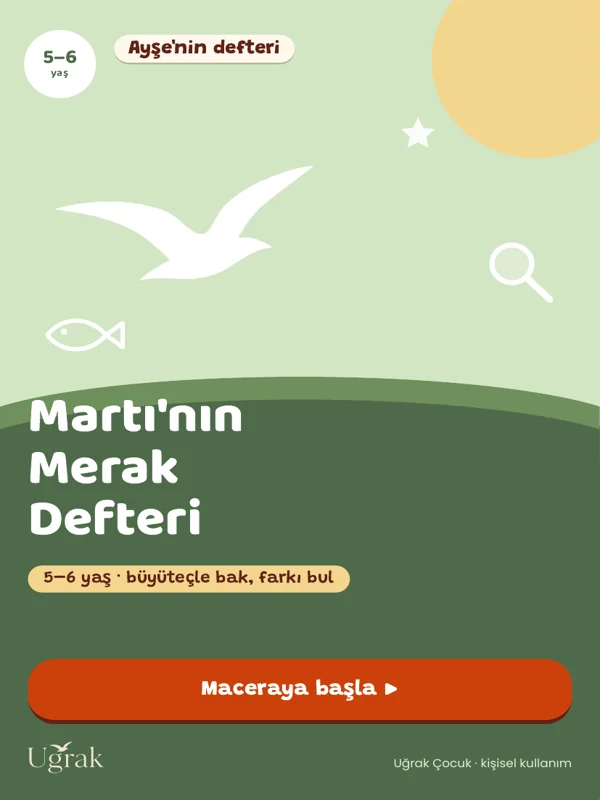 5–6
yaş
Ayşe'nin defteri
Martı'nın
Merak
Defteri
5–6 yaş · büyüteçle bak, farkı bul
Maceraya başla ▸
Uğrak
Uğrak Çocuk · kişisel kullanım